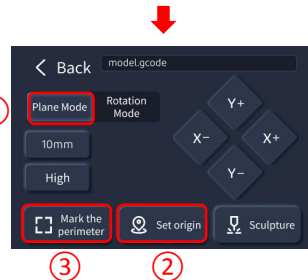 Back model.gcode
Plane Mode
Rotation
Mode
10mm
High
Y+
X-
X+
Y-
Mark the
perimeter
Set origin
Sculpture
③
②